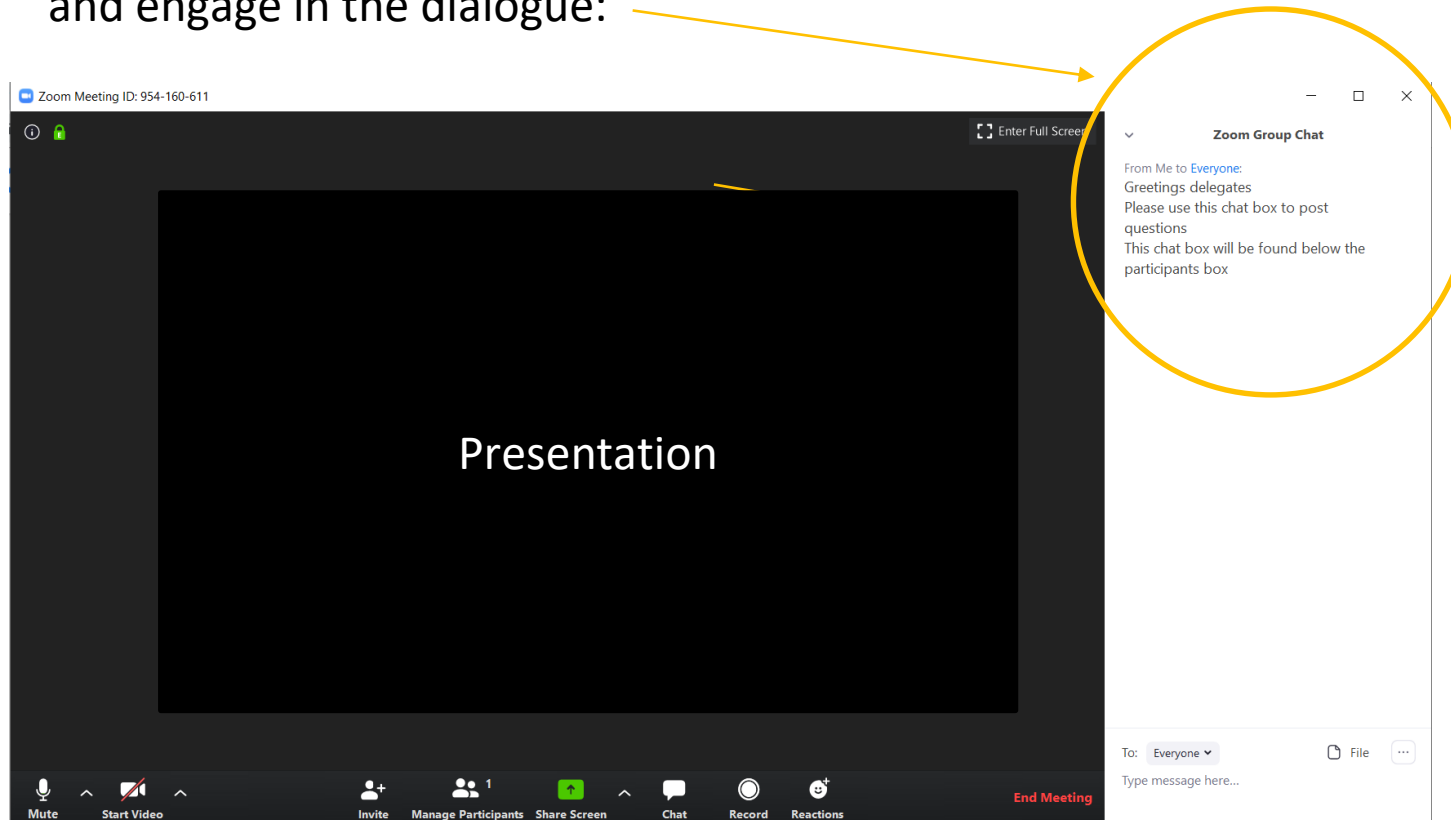 and engage in the dialogue:
Zoom Meeting ID: 954-160-611
Enter Full Screen
Zoom Group Chat
From Me to Everyone:
Greetings delegates
Please use this chat box to post
questions
This chat box will be found below the
participants box
Presentation
To: Everyone File
Type message here...
1
Mute Start Video Invite Manage Participants Share Screen Chat Record Reactions End Meeting